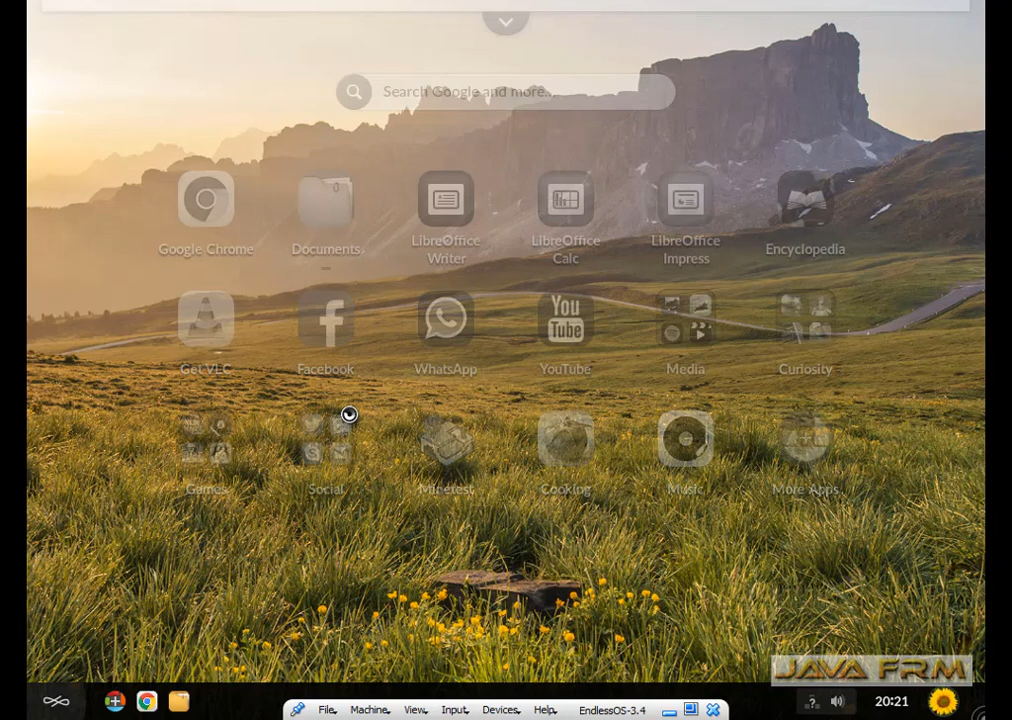 Search Google and more...
Google Chrome
Documents
LibreOffice
Writer
LibreOffice
Calc
LibreOffice
Impress
Encyclopedia
You
Tube
Get VLC
Facebook
WhatsApp
YouTube
Media
Curiosity
Games
Social
Minetest
Cooking
Music
More Apps
JAVA FRM
20:21
File
Machine
View
Input
Devices
Help
EndlessOS-3.4